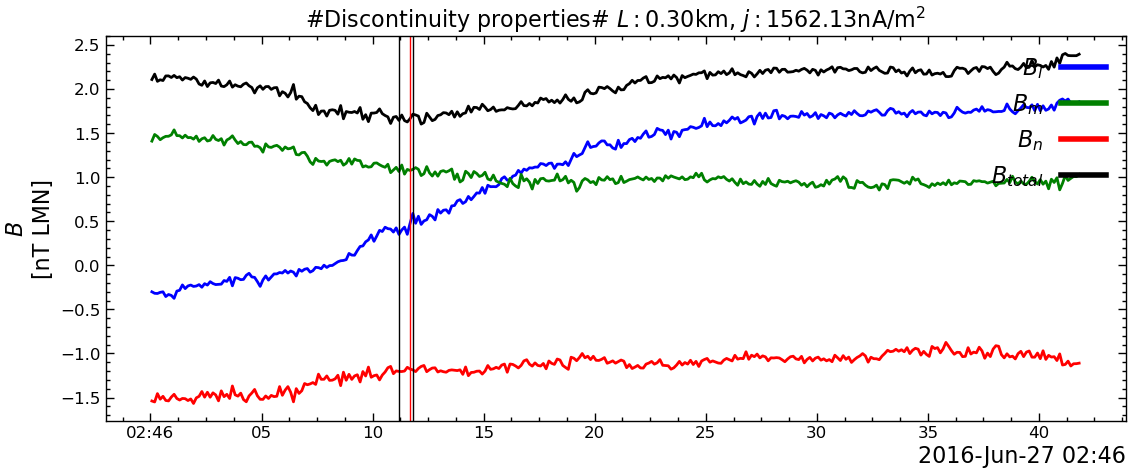 #Discontinuity properties# L : 0.30km, j : 1562.13nA/m²
B
[nT LMN]
2.5
2.0
1.5
1.0
0.5
0.0
−0.5
−1.0
−1.5
B_l
B_m
B_n
B_total
02:46 05 10 15 20 25 30 35 40
2016-Jun-27 02:46